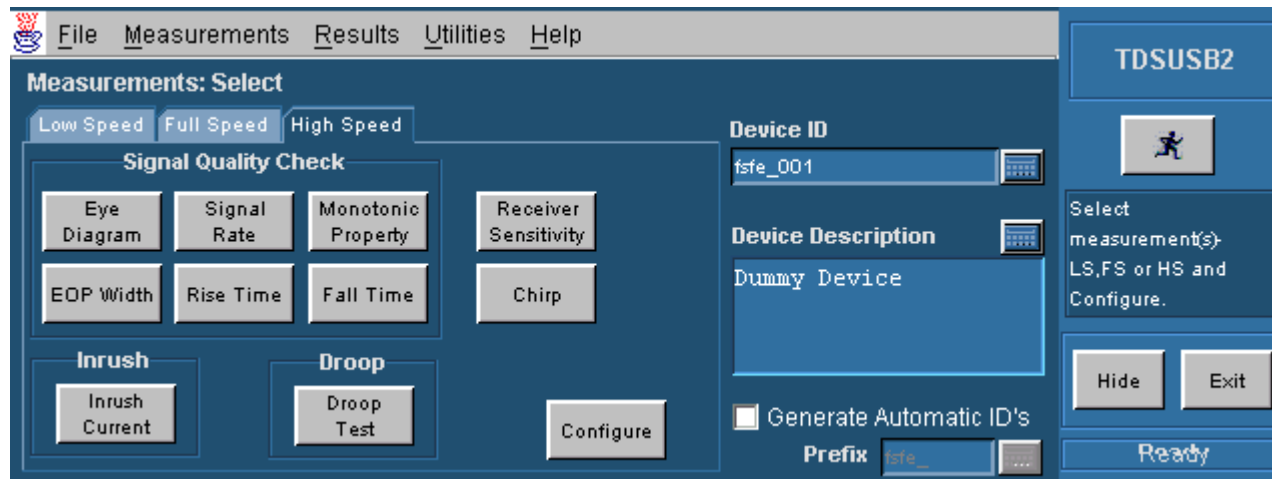 File Measurements Results Utilities Help
TDSUSB2
Measurements: Select
Low Speed Full Speed High Speed
Signal Quality Check
Eye
Diagram
Signal
Rate
Monotonic
Property
Receiver
Sensitivity
EOP Width
Rise Time
Fall Time
Chirp
Inrush
Inrush
Current
Droop
Droop
Test
Configure
Device ID
fsfe_001
Device Description
Dummy Device
Generate Automatic ID's
Prefix fsfe_
Select
measurement(s)-
LS,FS or HS and
Configure.
Hide
Exit
Ready